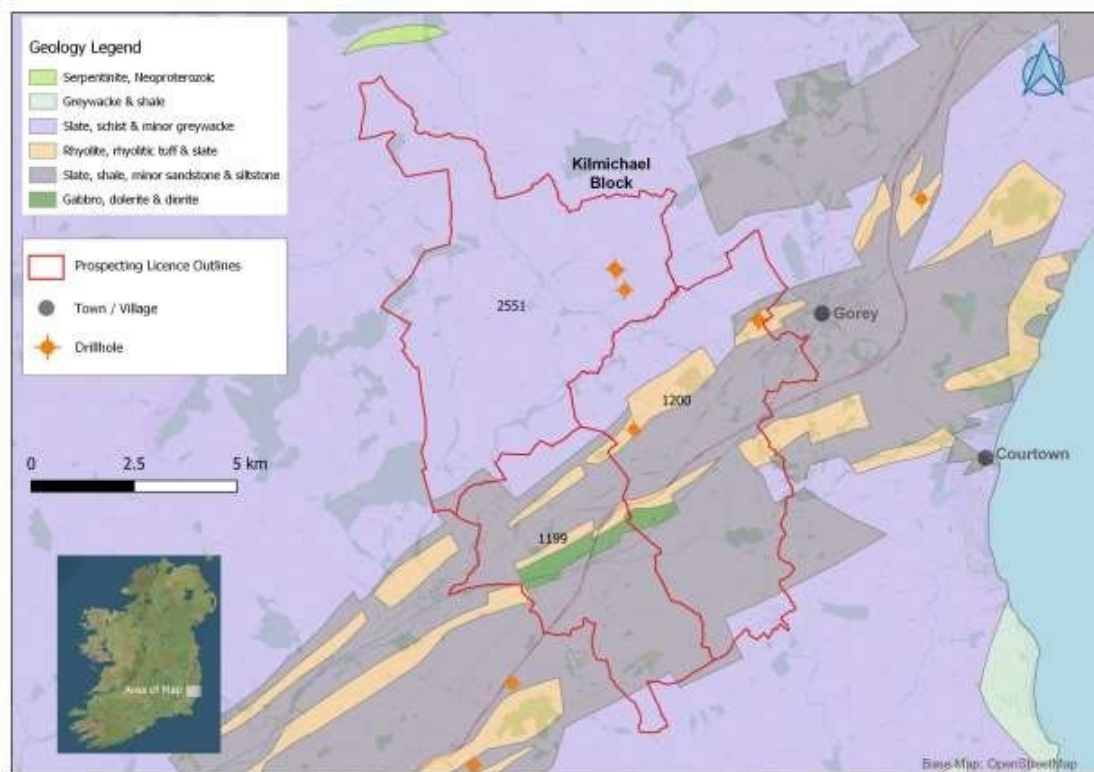 Geology Legend
Serpentinite, Neoproterozoic
Greywacke & shale
Slate, schist & minor greywacke
Rhyolite, rhyolitic tuff & slate
Slate, shale, minor sandstone & siltstone
Gabbro, dolerite & diorite
Prospecting Licence Outlines
Town / Village
Drillhole
Kilmichael
Block
2551
Gorey
1200
Courtown
0 2.5 5 km
1199
Area of Map
Base Map: OpenStreetMap